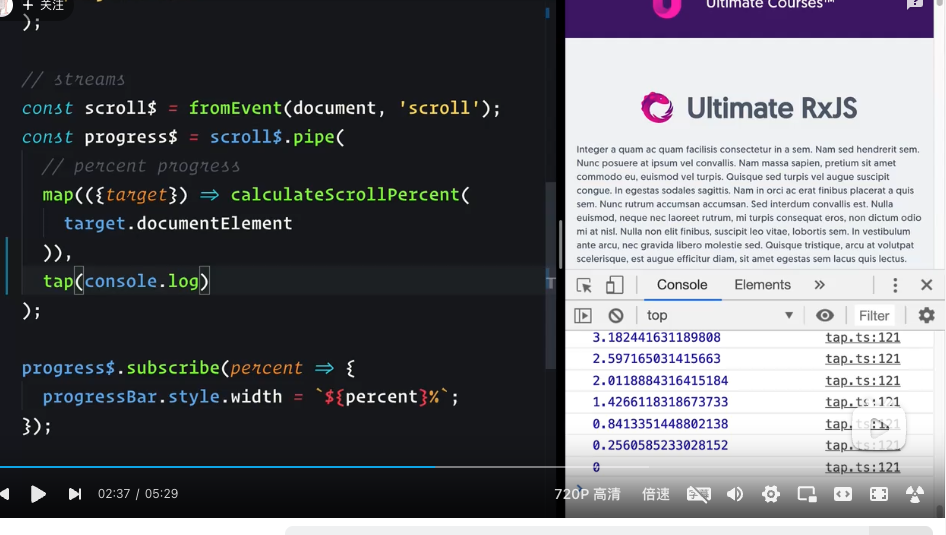 + 关注
);
// streams
const scroll$ = fromEvent(document, 'scroll');
const progress$ = scroll$.pipe(
// percent progress
map(({target}) => calculateScrollPercent(
target.documentElement
)),
tap(console.log)
);
progress$.subscribe(percent => {
progressBar.style.width = `${percent}%`;
});
Ultimate Courses™
Ultimate RxJS
Integer a quam ac quam facilisis consectetur in a sem. Nam sed hendrerit sem.
Nunc posuere at ipsum vel convallis. Nam massa sapien, pretium sit amet
commodo eu, euismod vel turpis. Quisque sed turpis vel augue suscipit
congue. In egestas sodales sagittis. Nam in orci ac erat finibus placerat a quis
sem. Nunc rutrum accumsan accumsan. Sed interdum convallis est. Nulla
euismod, neque nec laoreet rutrum, mi turpis consequat eros, non dictum odio
mi at nisl. Nulla non elit finibus, suscipit leo vitae, lobortis sem. In vestibulum
ante arcu, nec gravida libero molestie sed. Quisque tristique, arcu at volutpat
scelerisque, est augue efficitur diam, sit amet egestas sem lacus quis lectus.
Console Elements »
top Filter
3.182441631189808 tap.ts:121
2.597165031415663 tap.ts:121
2.0118884316415184 tap.ts:121
1.4266118318673733 tap.ts:121
0.8413351448802138 tap.ts:121
0.2560585233028152 tap.ts:121
0 tap.ts:121
02:37 / 05:29
720P 高清 倍速